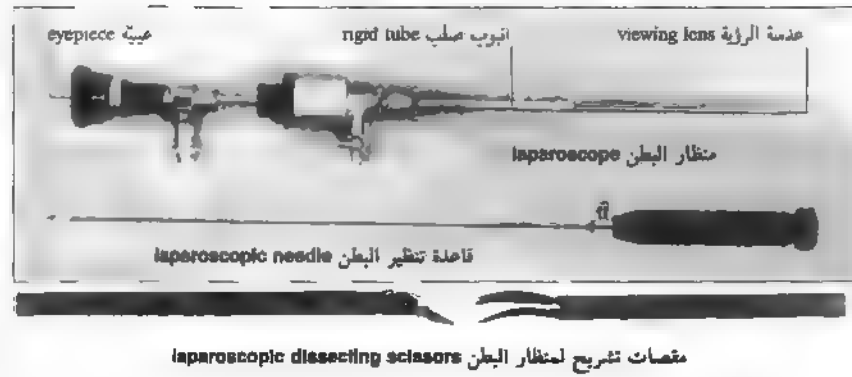 eyepiece عينيّة
rigid tube انبوب صلب
viewing lens عدسة الرؤية
laparoscope منظار البطن
laparoscopic needle قاعدة تنظير البطن
laparoscopic dissecting scissors مقصات تشريح لمنظار البطن